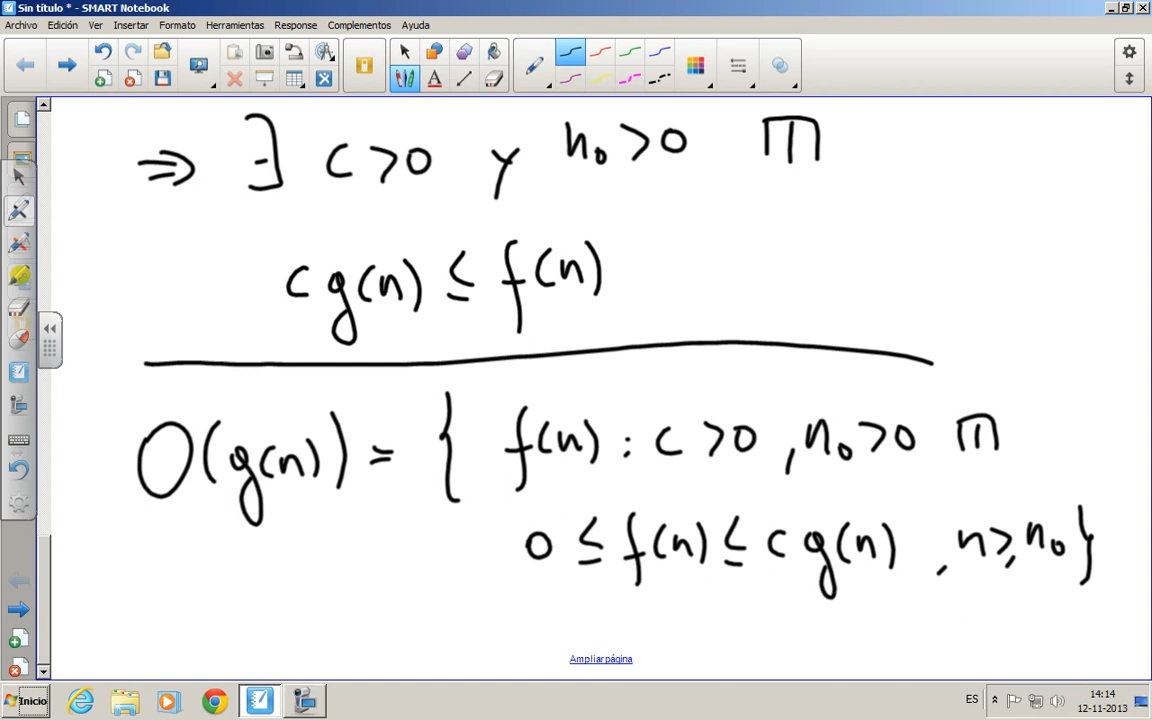 Sin título * - SMART Notebook
Archivo Edición Ver Insertar Formato Herramientas Response Complementos Ayuda
⇒ ∃ c>0 y n₀>0 ∏
c g(n) ≤ f(n)
O(g(n)) = { f(n) : c>0 , n₀>0 ∏
0 ≤ f(n) ≤ c g(n) , n ≥ n₀ }
Ampliar página
Inicio ES 14:14
12-11-2013